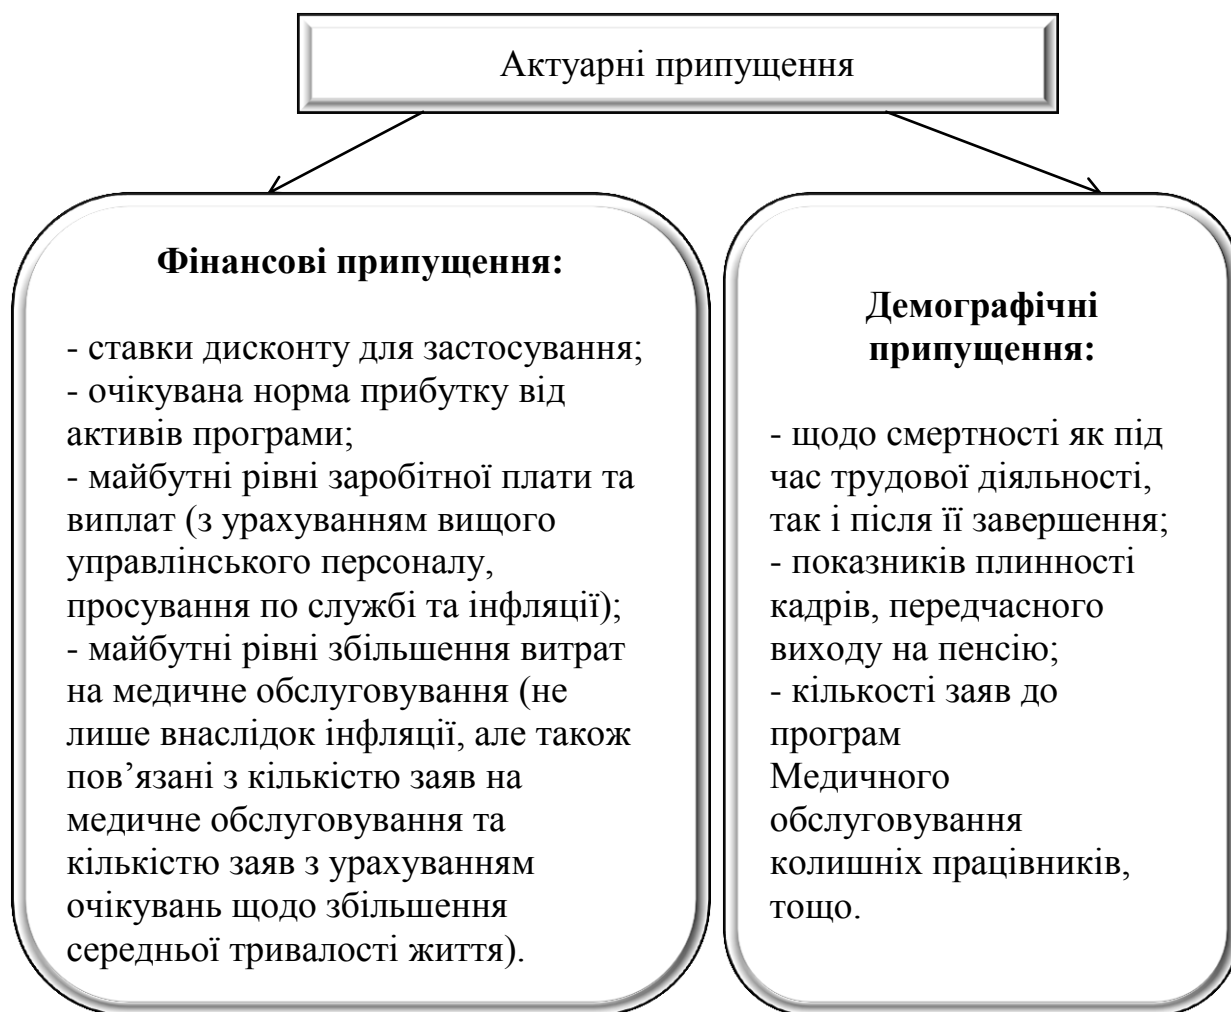 Актуарні припущення
Фінансові припущення:
- ставки дисконту для застосування;
- очікувана норма прибутку від
активів програми;
- майбутні рівні заробітної плати та
виплат (з урахуванням вищого
управлінського персоналу,
просування по службі та інфляції);
- майбутні рівні збільшення витрат
на медичне обслуговування (не
лише внаслідок інфляції, але також
пов’язані з кількістю заяв на
медичне обслуговування та
кількістю заяв з урахуванням
очікувань щодо збільшення
середньої тривалості життя).
Демографічні
припущення:
- щодо смертності як під
час трудової діяльності,
так і після її завершення;
- показників плинності
кадрів, передчасного
виходу на пенсію;
- кількості заяв до
програм
Медичного
обслуговування
колишніх працівників,
тощо.